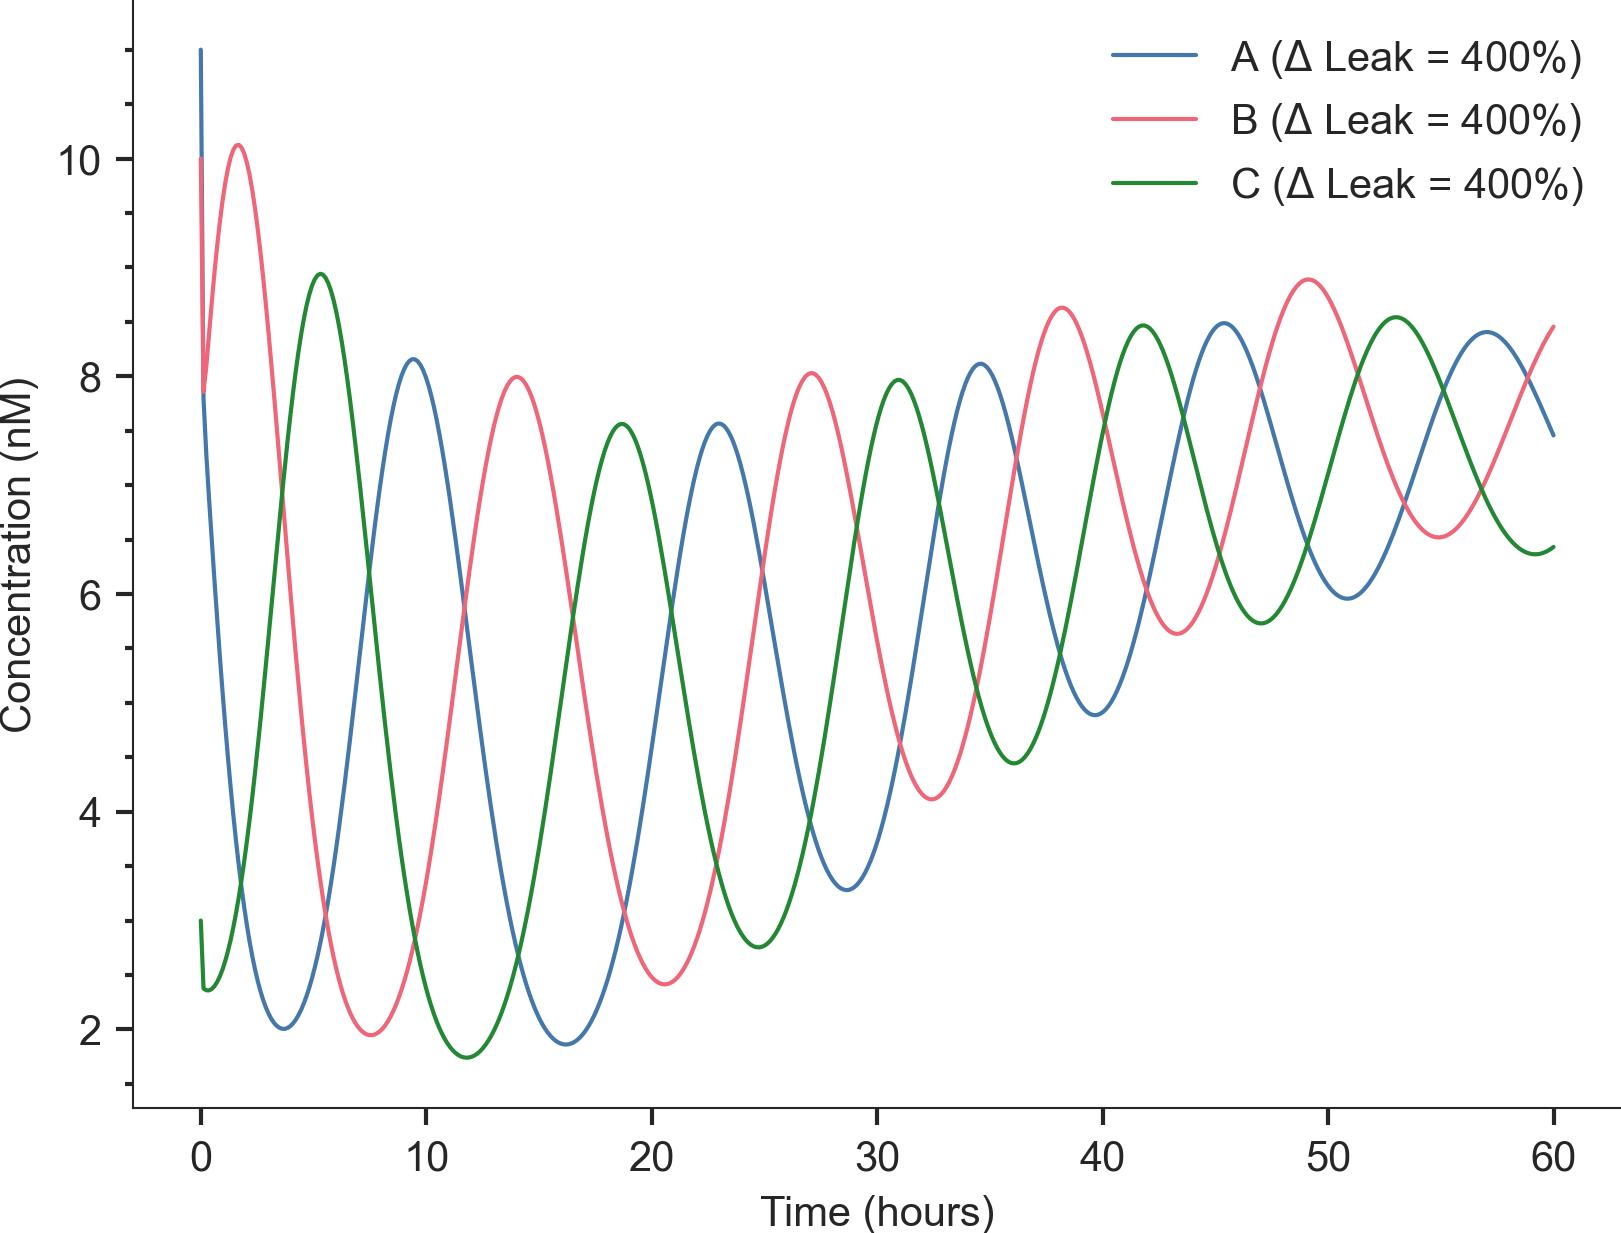 A (Δ Leak = 400%)
B (Δ Leak = 400%)
C (Δ Leak = 400%)
Concentration (nM)
10
8
6
4
2
0 10 20 30 40 50 60
Time (hours)